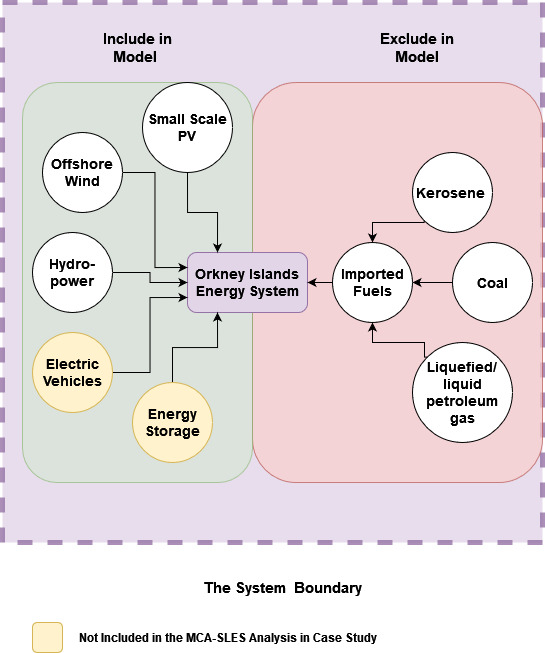 Include in
Model
Exclude in
Model
Small Scale
PV
Offshore
Wind
Hydro-
power
Electric
Vehicles
Energy
Storage
Orkney Islands
Energy System
Imported
Fuels
Kerosene
Coal
Liquefied/
liquid
petroleum
gas
The System Boundary
Not Included in the MCA-SLES Analysis in Case Study